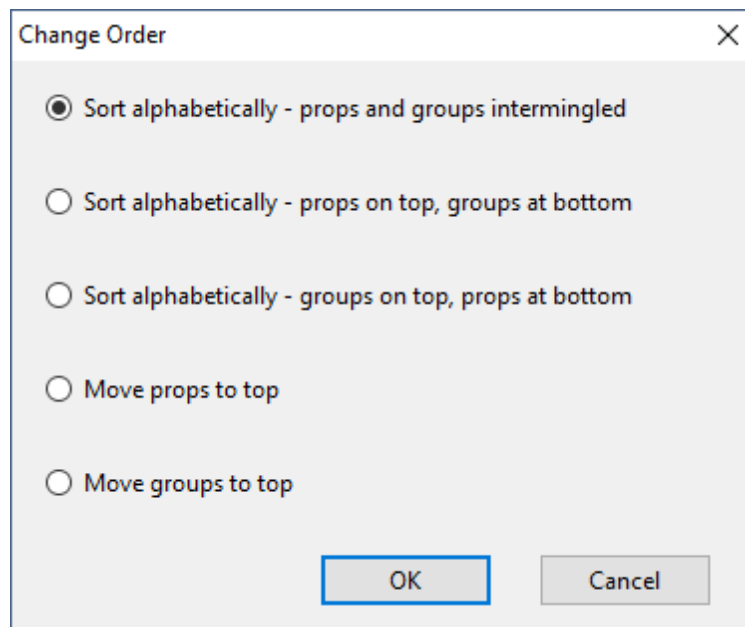 Change Order
Sort alphabetically - props and groups intermingled
Sort alphabetically - props on top, groups at bottom
Sort alphabetically - groups on top, props at bottom
Move props to top
Move groups to top
OK
Cancel